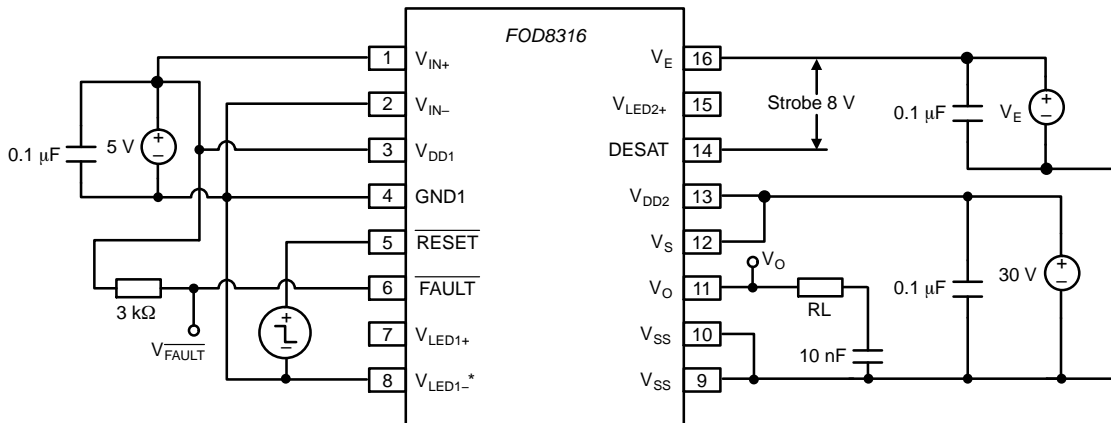 FOD8316
1 V_IN+
2 V_IN–
3 V_DD1
4 GND1
5 RESET
6 FAULT
7 V_LED1+
8 V_LED1–*
V_E 16
V_LED2+ 15
DESAT 14
V_DD2 13
V_S 12
V_O 11
V_SS 10
V_SS 9
0.1 μF
5 V
+
–
3 kΩ
V_FAULT
+
–
Strobe 8 V
0.1 μF
V_E
+
–
V_O
RL
10 nF
0.1 μF
30 V
+
–